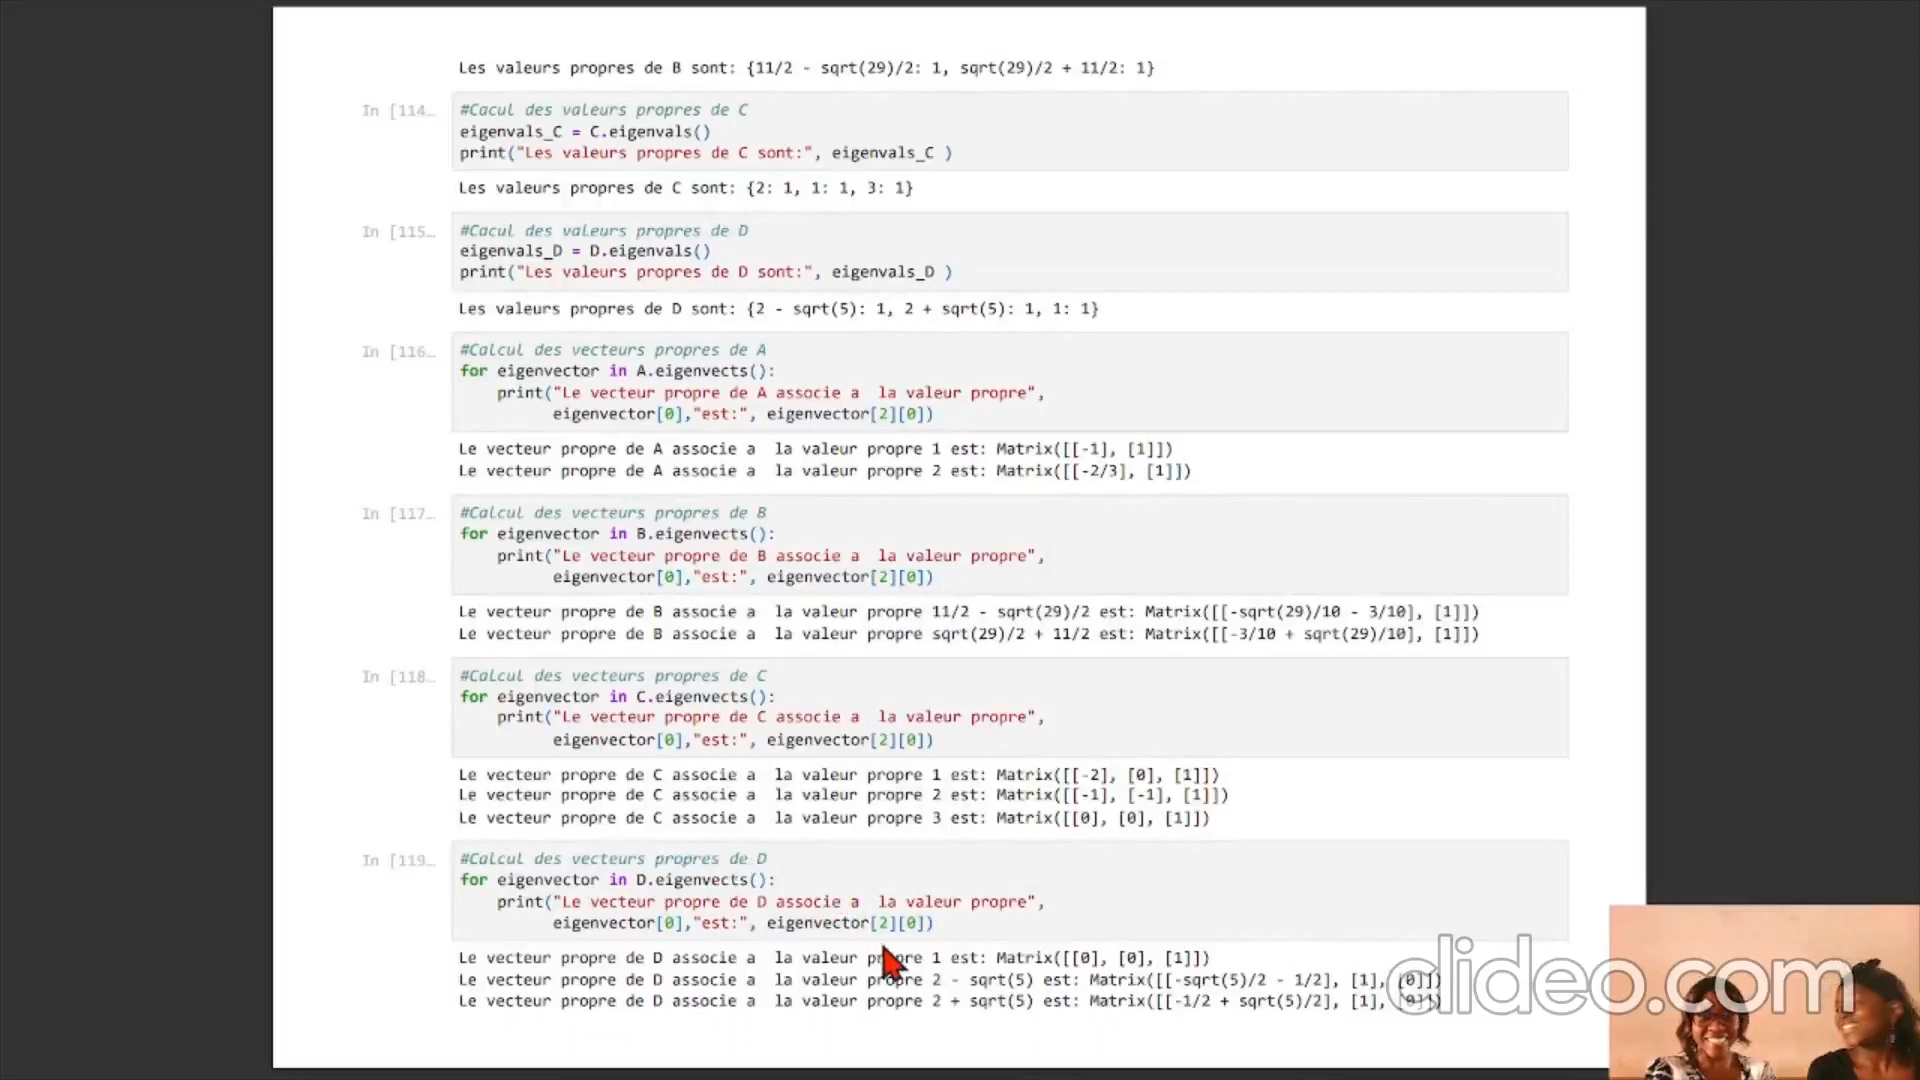 Les valeurs propres de B sont: {11/2 - sqrt(29)/2: 1, sqrt(29)/2 + 11/2: 1}
In [114…
#Cacul des valeurs propres de C
eigenvals_C = C.eigenvals()
print("Les valeurs propres de C sont:", eigenvals_C )
Les valeurs propres de C sont: {2: 1, 1: 1, 3: 1}
In [115…
#Cacul des valeurs propres de D
eigenvals_D = D.eigenvals()
print("Les valeurs propres de D sont:", eigenvals_D )
Les valeurs propres de D sont: {2 - sqrt(5): 1, 2 + sqrt(5): 1, 1: 1}
In [116…
#Calcul des vecteurs propres de A
for eigenvector in A.eigenvects():
    print("Le vecteur propre de A associe a  la valeur propre",
          eigenvector[0],"est:", eigenvector[2][0])
Le vecteur propre de A associe a  la valeur propre 1 est: Matrix([[-1], [1]])
Le vecteur propre de A associe a  la valeur propre 2 est: Matrix([[-2/3], [1]])
In [117…
#Calcul des vecteurs propres de B
for eigenvector in B.eigenvects():
    print("Le vecteur propre de B associe a  la valeur propre",
          eigenvector[0],"est:", eigenvector[2][0])
Le vecteur propre de B associe a  la valeur propre 11/2 - sqrt(29)/2 est: Matrix([[-sqrt(29)/10 - 3/10], [1]])
Le vecteur propre de B associe a  la valeur propre sqrt(29)/2 + 11/2 est: Matrix([[-3/10 + sqrt(29)/10], [1]])
In [118…
#Calcul des vecteurs propres de C
for eigenvector in C.eigenvects():
    print("Le vecteur propre de C associe a  la valeur propre",
          eigenvector[0],"est:", eigenvector[2][0])
Le vecteur propre de C associe a  la valeur propre 1 est: Matrix([[-2], [0], [1]])
Le vecteur propre de C associe a  la valeur propre 2 est: Matrix([[-1], [-1], [1]])
Le vecteur propre de C associe a  la valeur propre 3 est: Matrix([[0], [0], [1]])
In [119…
#Calcul des vecteurs propres de D
for eigenvector in D.eigenvects():
    print("Le vecteur propre de D associe a  la valeur propre",
          eigenvector[0],"est:", eigenvector[2][0])
Le vecteur propre de D associe a  la valeur propre 1 est: Matrix([[0], [0], [1]])
Le vecteur propre de D associe a  la valeur propre 2 - sqrt(5) est: Matrix([[-sqrt(5)/2 - 1/2], [1], [0]])
Le vecteur propre de D associe a  la valeur propre 2 + sqrt(5) est: Matrix([[-1/2 + sqrt(5)/2], [1], [0]])
clideo.com